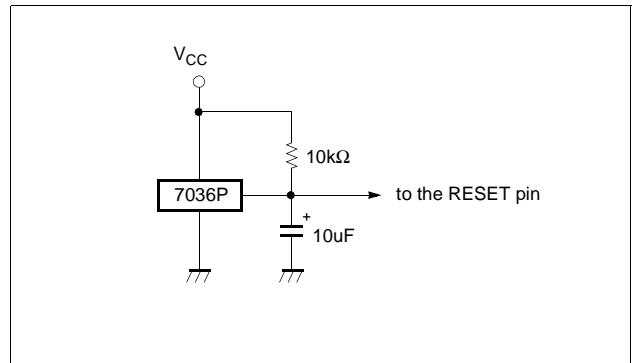 VCC
10kΩ
7036P
to the RESET pin
+
10uF